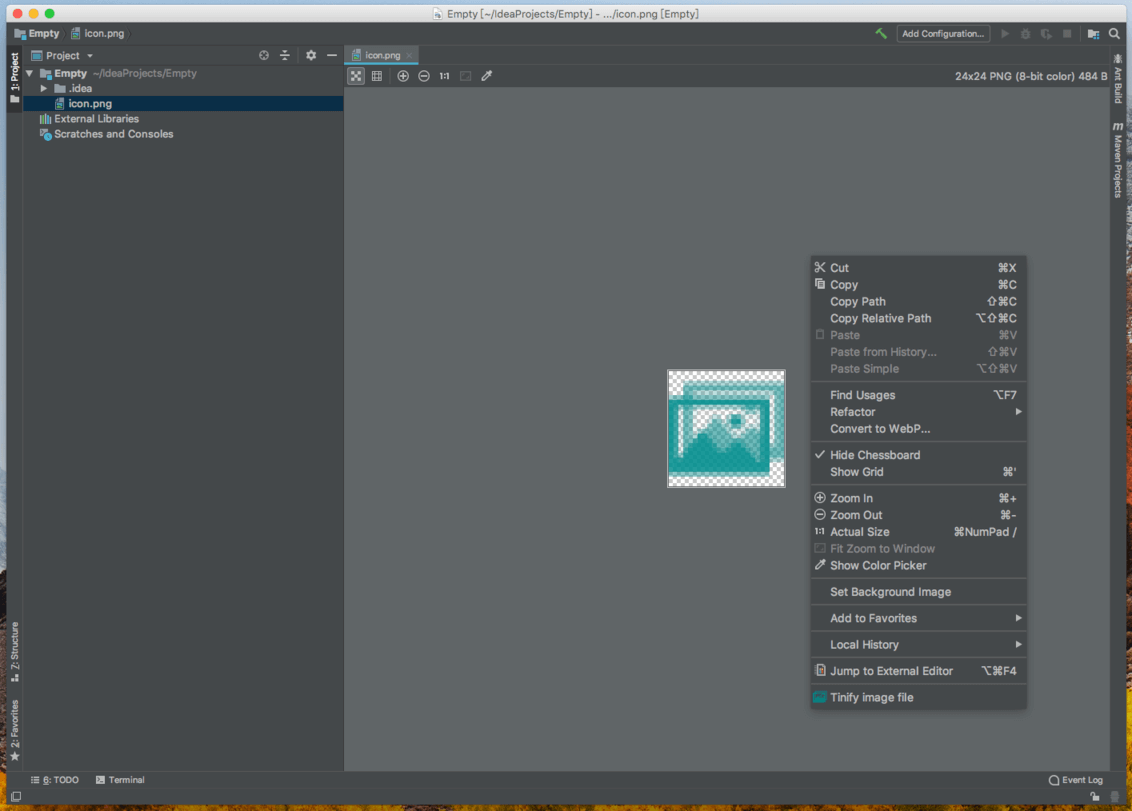 Empty [~/IdeaProjects/Empty] - .../icon.png [Empty]
Empty icon.png Add Configuration...
1: Project
Project
icon.png
Empty ~/IdeaProjects/Empty
.idea
icon.png
External Libraries
Scratches and Consoles
1:1
24x24 PNG (8-bit color) 484 B
Ant Build
m Maven Projects
Cut ⌘X
Copy ⌘C
Copy Path ⇧⌘C
Copy Relative Path ⌥⇧⌘C
Paste ⌘V
Paste from History... ⇧⌘V
Paste Simple ⌥⇧⌘V
Find Usages ⌥F7
Refactor
Convert to WebP...
Hide Chessboard
Show Grid ⌘'
Zoom In ⌘+
Zoom Out ⌘-
1:1 Actual Size ⌘NumPad /
Fit Zoom to Window
Show Color Picker
Set Background Image
Add to Favorites
Local History
Jump to External Editor ⌥⌘F4
Tinify image file
7: Structure
2: Favorites
6: TODO Terminal Event Log